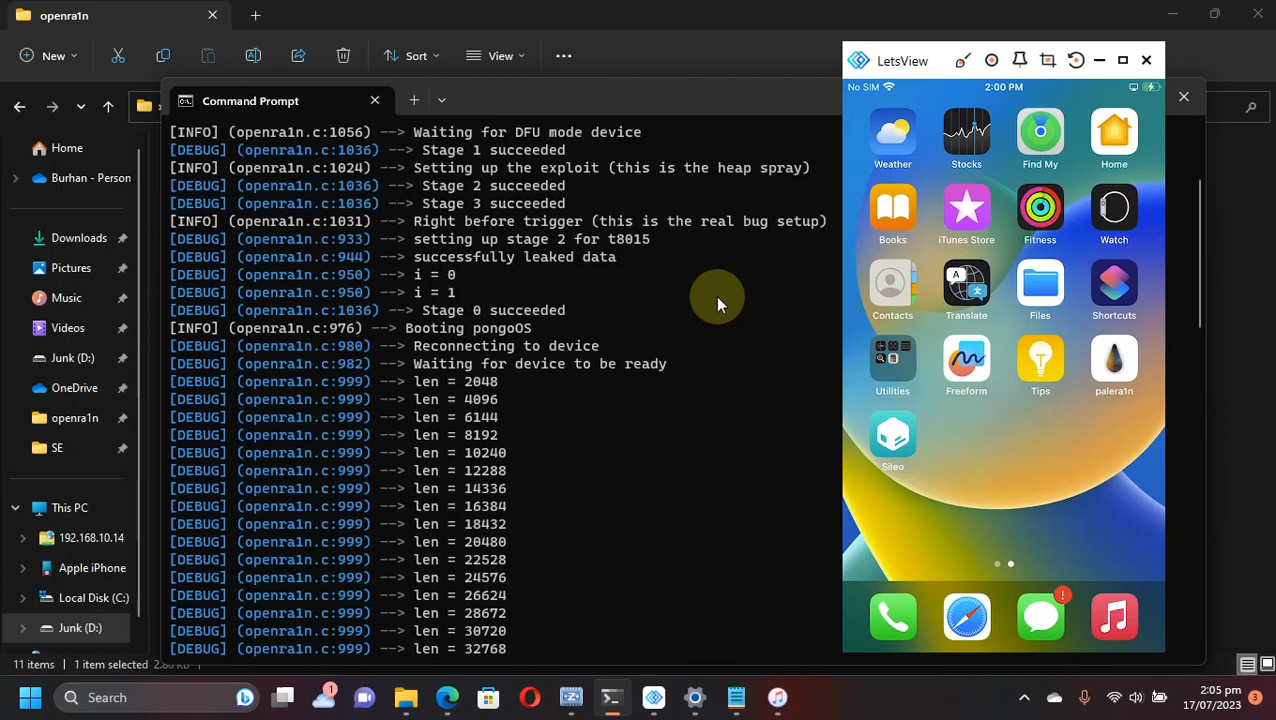 openra1n
New
Sort
View
Command Prompt
[INFO] (openra1n.c:1056) --> Waiting for DFU mode device
[DEBUG] (openra1n.c:1036) --> Stage 1 succeeded
[INFO] (openra1n.c:1024) --> Setting up the exploit (this is the heap spray)
[DEBUG] (openra1n.c:1036) --> Stage 2 succeeded
[DEBUG] (openra1n.c:1036) --> Stage 3 succeeded
[INFO] (openra1n.c:1031) --> Right before trigger (this is the real bug setup)
[DEBUG] (openra1n.c:933) --> setting up stage 2 for t8015
[DEBUG] (openra1n.c:944) --> successfully leaked data
[DEBUG] (openra1n.c:950) --> i = 0
[DEBUG] (openra1n.c:950) --> i = 1
[DEBUG] (openra1n.c:1036) --> Stage 0 succeeded
[INFO] (openra1n.c:976) --> Booting pongoOS
[DEBUG] (openra1n.c:980) --> Reconnecting to device
[DEBUG] (openra1n.c:982) --> Waiting for device to be ready
[DEBUG] (openra1n.c:999) --> len = 2048
[DEBUG] (openra1n.c:999) --> len = 4096
[DEBUG] (openra1n.c:999) --> len = 6144
[DEBUG] (openra1n.c:999) --> len = 8192
[DEBUG] (openra1n.c:999) --> len = 10240
[DEBUG] (openra1n.c:999) --> len = 12288
[DEBUG] (openra1n.c:999) --> len = 14336
[DEBUG] (openra1n.c:999) --> len = 16384
[DEBUG] (openra1n.c:999) --> len = 18432
[DEBUG] (openra1n.c:999) --> len = 20480
[DEBUG] (openra1n.c:999) --> len = 22528
[DEBUG] (openra1n.c:999) --> len = 24576
[DEBUG] (openra1n.c:999) --> len = 26624
[DEBUG] (openra1n.c:999) --> len = 28672
[DEBUG] (openra1n.c:999) --> len = 30720
[DEBUG] (openra1n.c:999) --> len = 32768
Home
Burhan - Person
Downloads
Pictures
Music
Videos
Junk (D:)
OneDrive
openra1n
SE
This PC
192.168.10.14
Apple iPhone
Local Disk (C:)
Junk (D:)
11 items
1 item selected
LetsView
No SIM 2:00 PM
Weather Stocks Find My Home
Books iTunes Store Fitness Watch
Contacts Translate Files Shortcuts
Utilities Freeform Tips palera1n
Sileo
Search
1
2:05 pm
17/07/2023
3